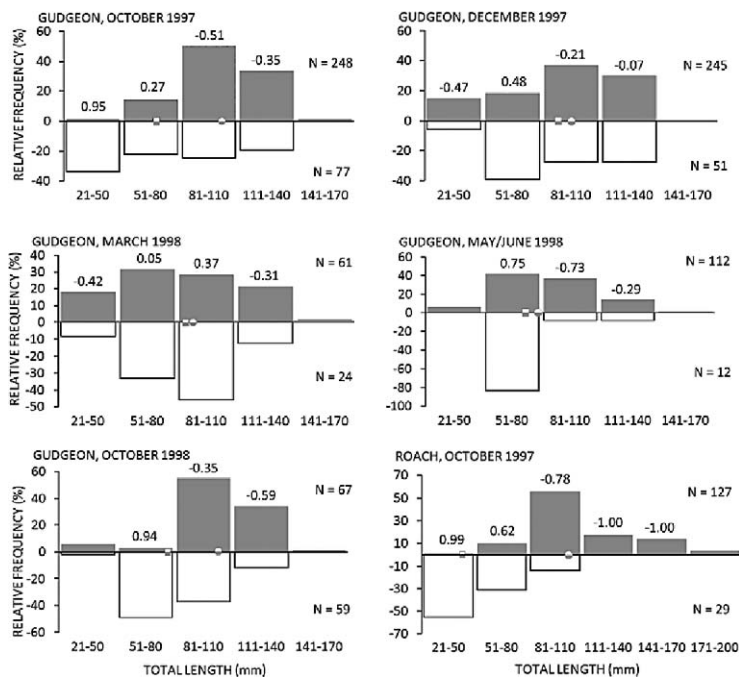 GUDGEON, OCTOBER 1997
RELATIVE FREQUENCY (%)
60
40
20
0
-20
-40
0.95
0.27
-0.51
-0.35
N = 248
N = 77
21-50 51-80 81-110 111-140 141-170
GUDGEON, DECEMBER 1997
60
40
20
0
-20
-40
-0.47
0.48
-0.21
-0.07
N = 245
N = 51
21-50 51-80 81-110 111-140 141-170
GUDGEON, MARCH 1998
RELATIVE FREQUENCY (%)
40
30
20
10
0
-10
-20
-30
-40
-50
-0.42
0.05
0.37
-0.31
N = 61
N = 24
21-50 51-80 81-110 111-140 141-170
GUDGEON, MAY/JUNE 1998
60
40
20
0
-20
-40
-60
-80
-100
0.75
-0.73
-0.29
N = 112
N = 12
21-50 51-80 81-110 111-140 141-170
GUDGEON, OCTOBER 1998
RELATIVE FREQUENCY (%)
60
40
20
0
-20
-40
-60
0.94
-0.35
-0.59
N = 67
N = 59
21-50 51-80 81-110 111-140 141-170
TOTAL LENGTH (mm)
ROACH, OCTOBER 1997
70
50
30
10
-10
-30
-50
-70
0.99
0.62
-0.78
-1.00
-1.00
N = 127
N = 29
21-50 51-80 81-110 111-140 141-170 171-200
TOTAL LENGTH (mm)